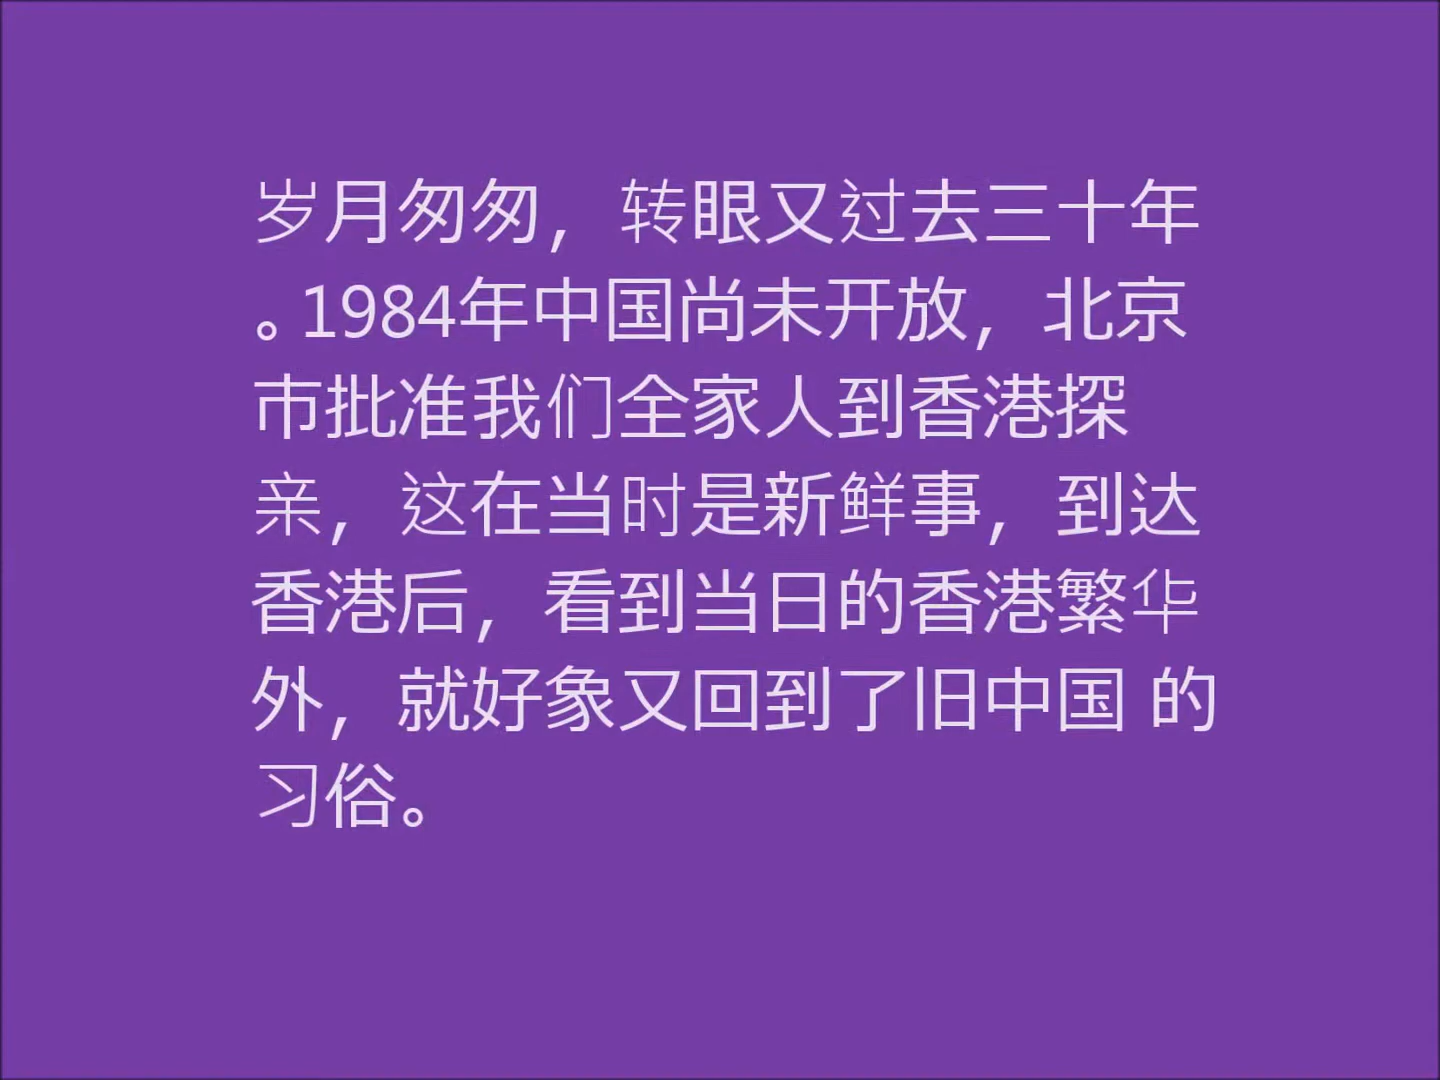 岁月匆匆，转眼又过去三十年
。1984年中国尚未开放，北京
市批准我们全家人到香港探
亲，这在当时是新鲜事，到达
香港后，看到当日的香港繁华
外，就好象又回到了旧中国 的
习俗。